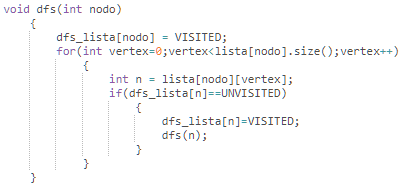 void dfs(int nodo)
{
dfs_lista[nodo] = VISITED;
for(int vertex=0;vertex<lista[nodo].size();vertex++)
{
int n = lista[nodo][vertex];
if(dfs_lista[n]==UNVISITED)
{
dfs_lista[n]=VISITED;
dfs(n);
}
}
}